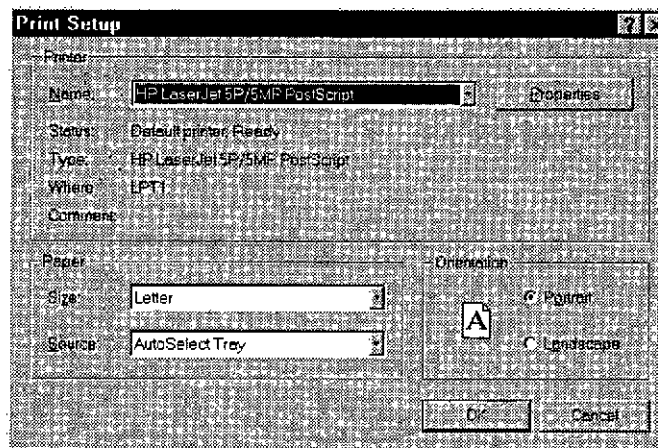 Print Setup
Printer
Name: HP LaserJet 5P/5MP PostScript Properties
Status: Default printer; Ready
Type: HP LaserJet 5P/5MP PostScript
Where: LPT1
Comment:
Paper
Size: Letter
Source: AutoSelect Tray
Orientation
A
Portrait
Landscape
OK Cancel